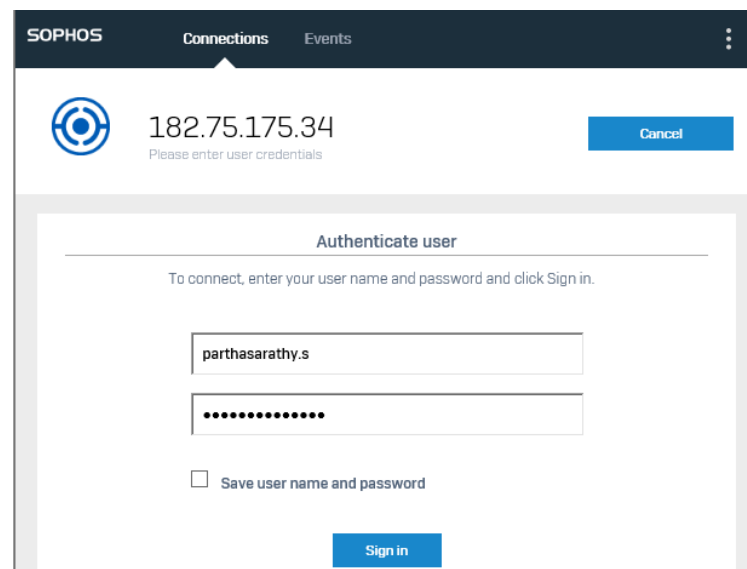 SOPHOS Connections Events
182.75.175.34
Please enter user credentials
Cancel
Authenticate user
To connect, enter your user name and password and click Sign in.
parthasarathy.s
••••••••••••••
Save user name and password
Sign in